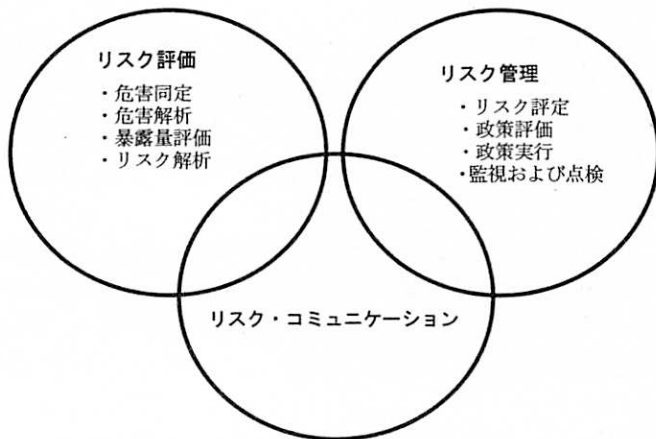 リスク評価
・危害同定
・危害解析
・暴露量評価
・リスク解析
リスク管理
・リスク評定
・政策評価
・政策実行
・監視および点検
リスク・コミュニケーション